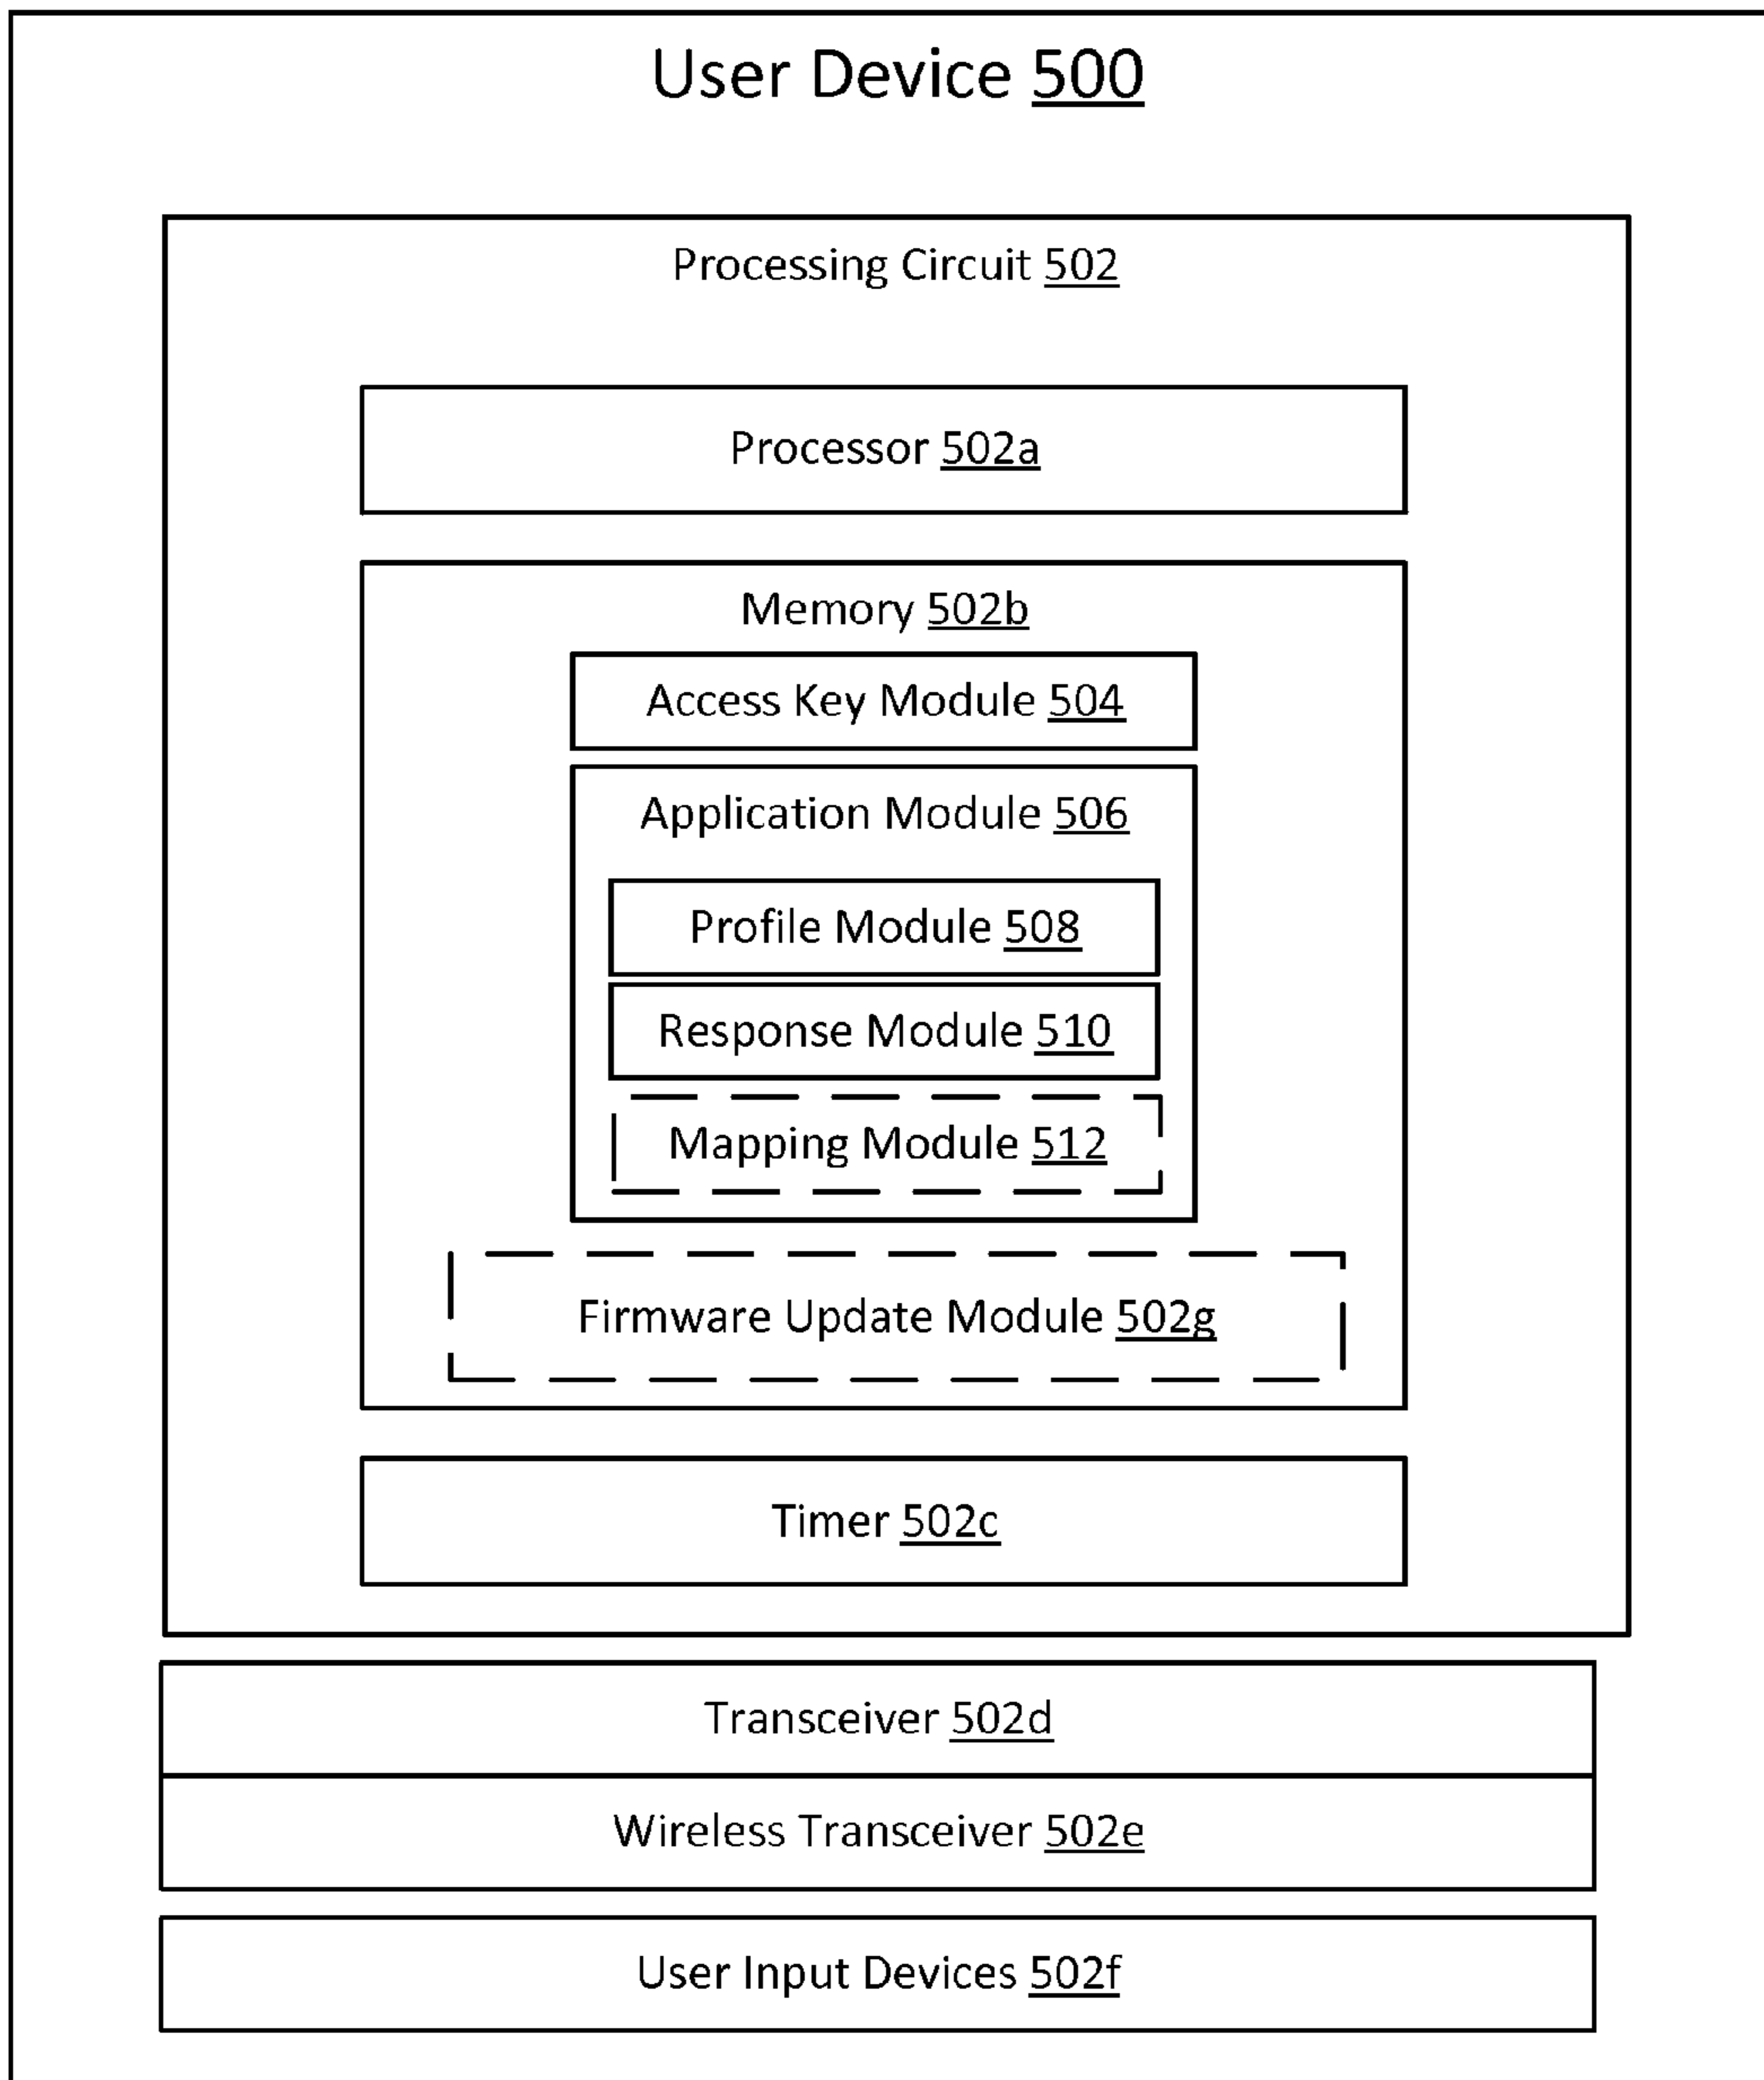 User Device 500
Processing Circuit 502
Processor 502a
Memory 502b
Access Key Module 504
Application Module 506
Profile Module 508
Response Module 510
Mapping Module 512
Firmware Update Module 502g
Timer 502c
Transceiver 502d
Wireless Transceiver 502e
User Input Devices 502f